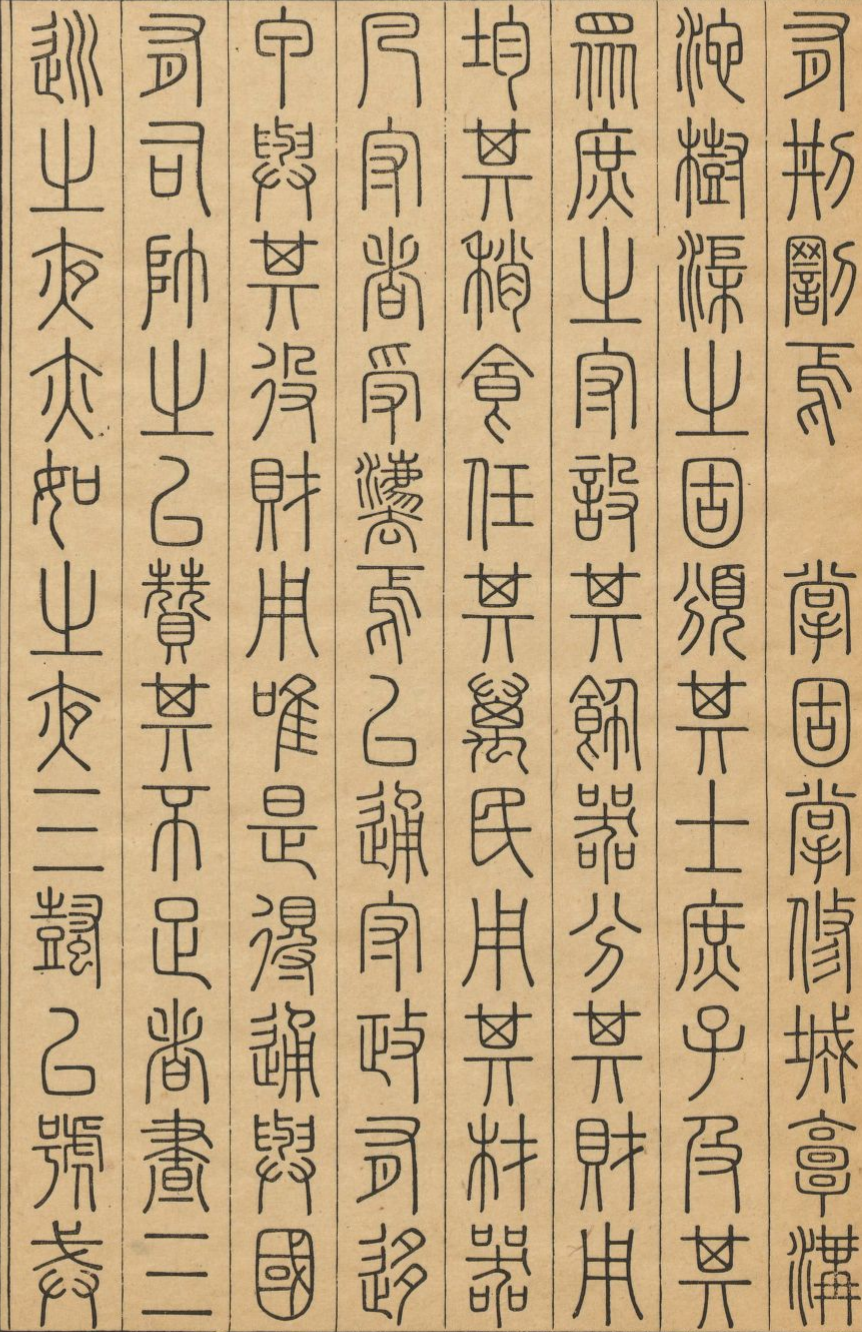 有刑罰焉　掌固掌修城郭溝
池樹渠之固頒其士庶子及其
眾庶之守設其飾器分其財用
均其稍食任其萬民用其材器
凡守者受灋焉以通守政有移
甲與其役財用唯是得通與國
有司帥之以贊其不足者晝三
巡之夜亦如之夜三鼜以號戒